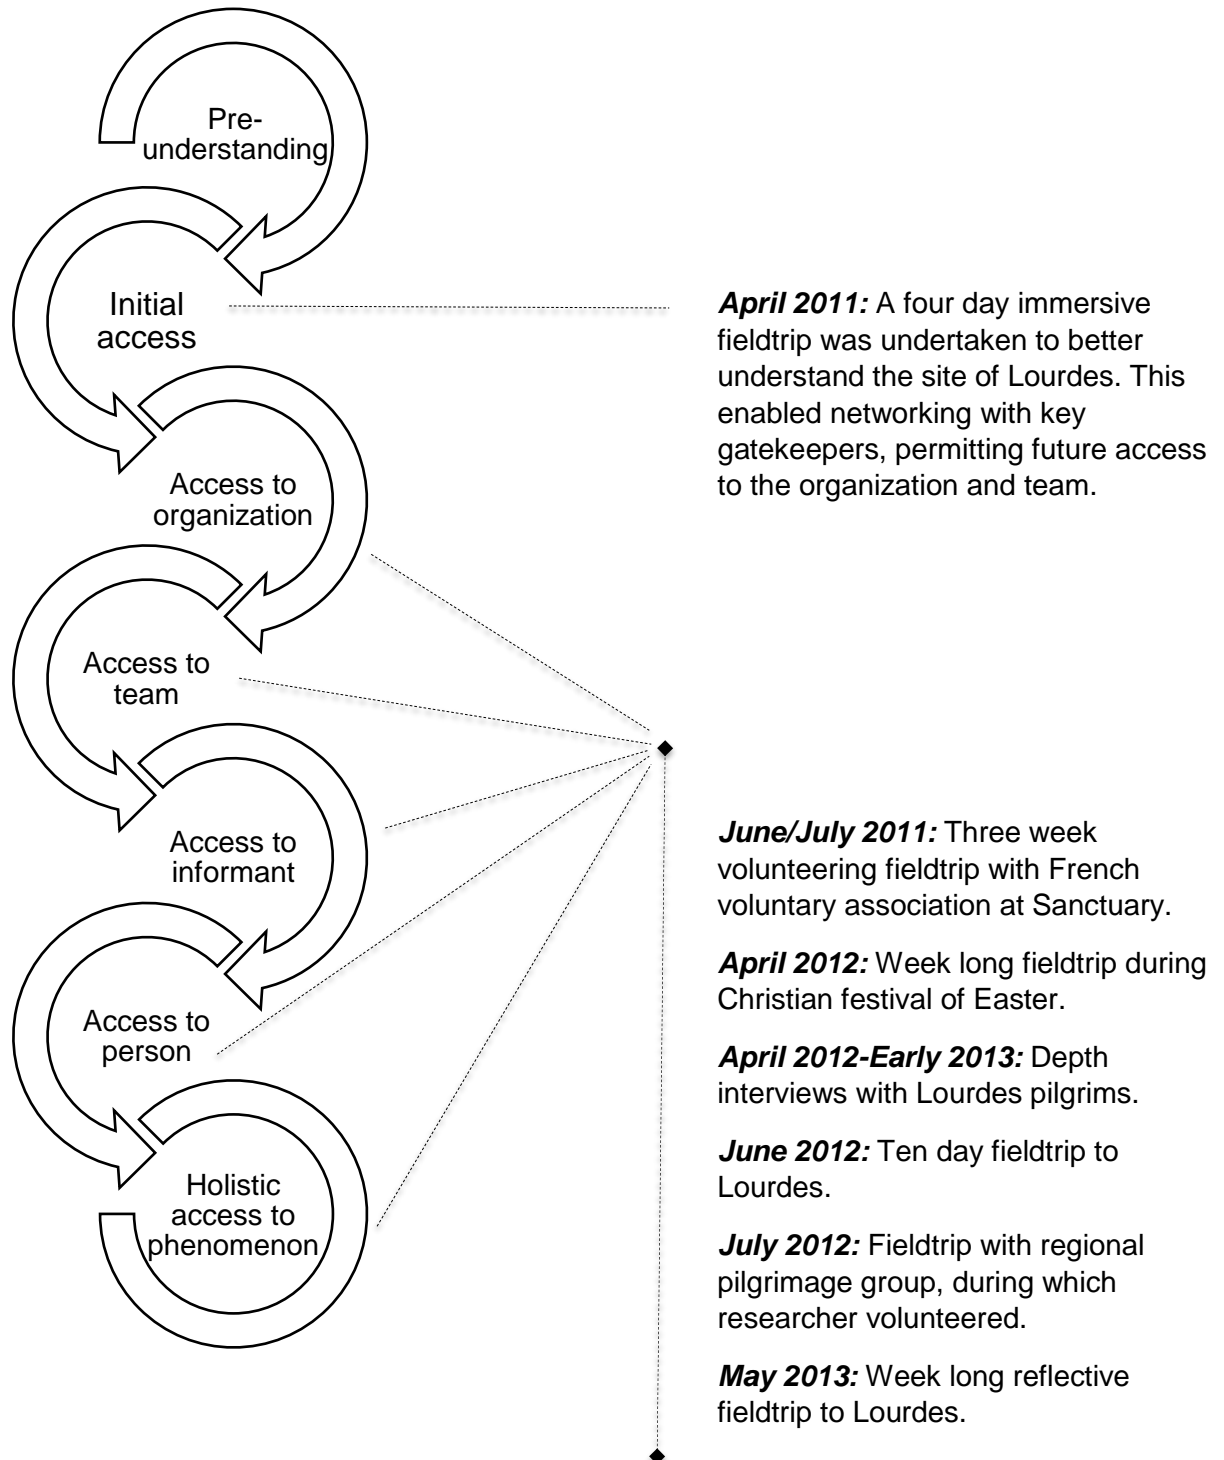 Pre-
understanding
Initial
access
Access to
organization
Access to
team
Access to
informant
Access to
person
Holistic
access to
phenomenon
April 2011: A four day immersive
fieldtrip was undertaken to better
understand the site of Lourdes. This
enabled networking with key
gatekeepers, permitting future access
to the organization and team.
June/July 2011: Three week
volunteering fieldtrip with French
voluntary association at Sanctuary.
April 2012: Week long fieldtrip during
Christian festival of Easter.
April 2012-Early 2013: Depth
interviews with Lourdes pilgrims.
June 2012: Ten day fieldtrip to
Lourdes.
July 2012: Fieldtrip with regional
pilgrimage group, during which
researcher volunteered.
May 2013: Week long reflective
fieldtrip to Lourdes.